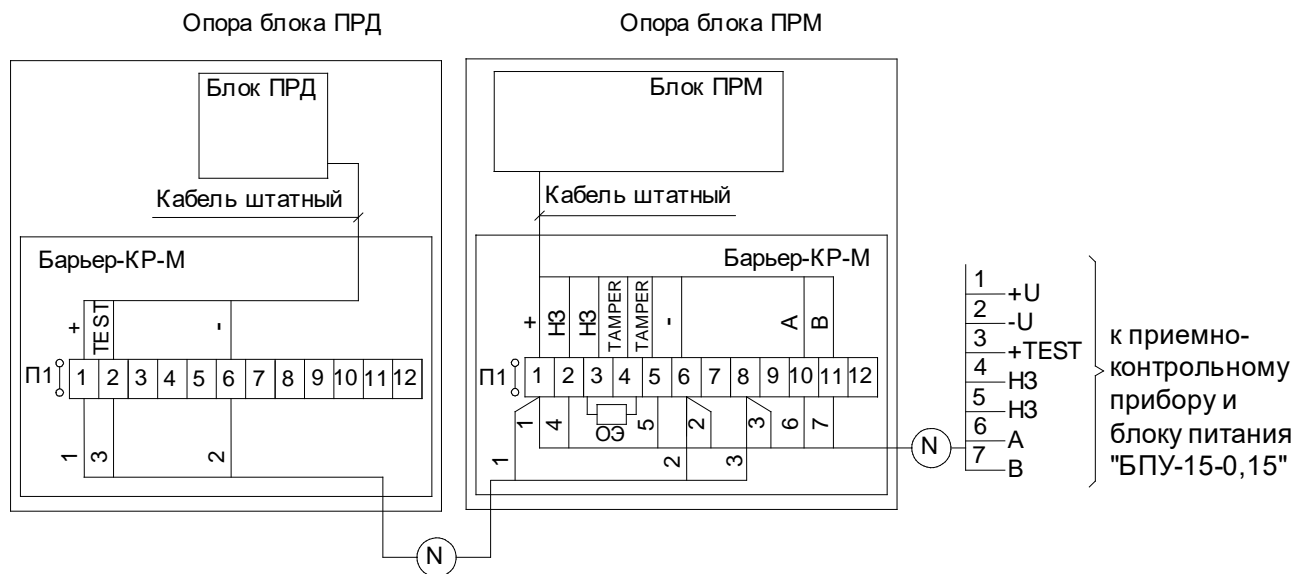 Опора блока ПРД
Опора блока ПРМ
Блок ПРД
Блок ПРМ
Кабель штатный
Кабель штатный
Барьер-КР-М
Барьер-КР-М
+ TEST -
+ НЗ НЗ TAMPER TAMPER - A B
П1 1 2 3 4 5 6 7 8 9 10 11 12
П1 1 2 3 4 5 6 7 8 9 10 11 12
1 3 2
1 4 ОЭ 5 2 3 6 7
1 2 3
N
N
1 +U
2 -U
3 +TEST
4 НЗ
5 НЗ
6 A
7 B
к приемно-
контрольному
прибору и
блоку питания
"БПУ-15-0,15"